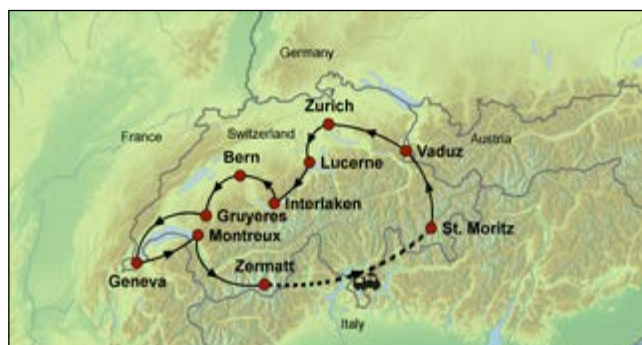 Germany
Zurich
France
Switzerland
Austria
Vaduz
Bern
Lucerne
Interlaken
Gruyeres
Montreux
St. Moritz
Zermatt
Geneva
Italy